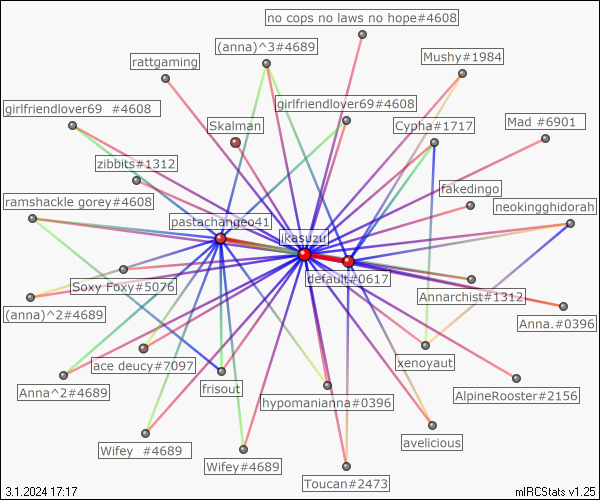 no cops no laws no hope#4608
(anna)^3#4689
rattgaming
Mushy#1984
girlfriendlover69 #4608
girlfriendlover69#4608
Skalman
Cypha#1717
Mad #6901
zibbits#1312
fakedingo
ramshackle gorey#4608
neokingghidorah
pastachangeo41
ikasuzu
default#0617
Soxy Foxy#5076
Annarchist#1312
(anna)^2#4689
Anna.#0396
ace deucy#7097
xenoyaut
Anna^2#4689
frisout
hypomanianna#0396
AlpineRooster#2156
Wifey #4689
avelicious
Wifey#4689
Toucan#2473
3.1.2024 17:17
mIRCStats v1.25